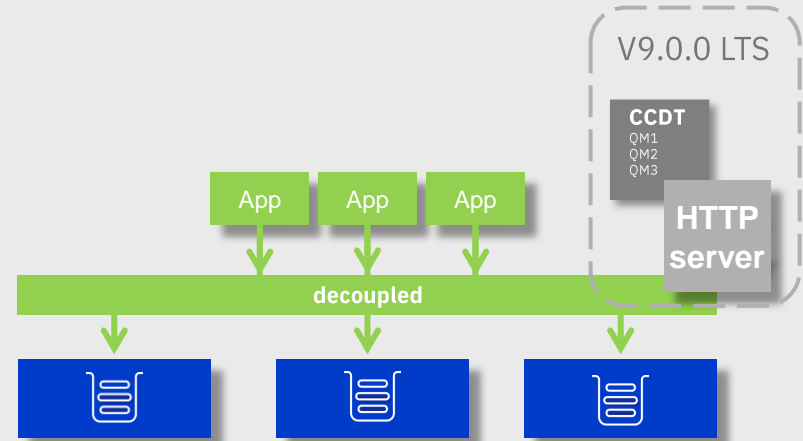 V9.0.0 LTS
CCDT
QM1
QM2
QM3
HTTP
server
App
App
App
decoupled